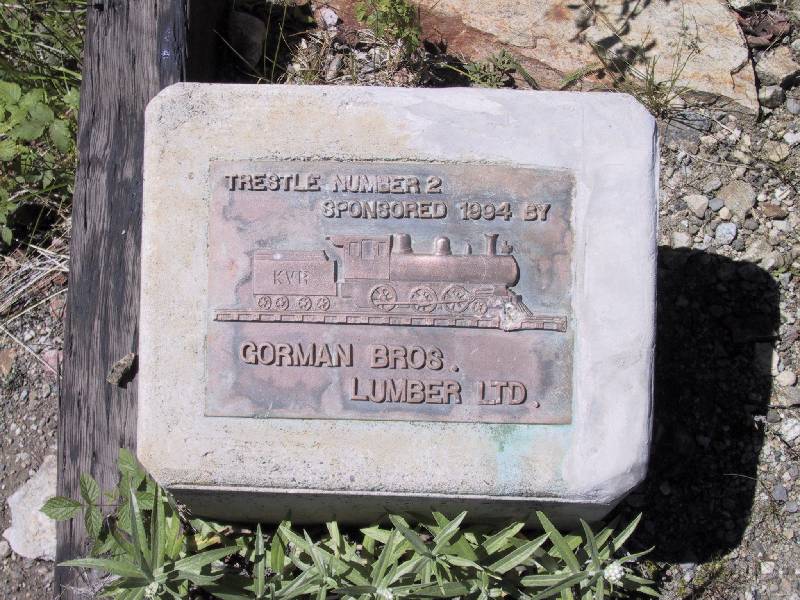 TRESTLE NUMBER 2
SPONSORED 1994 BY
KVR
GORMAN BROS.
LUMBER LTD.